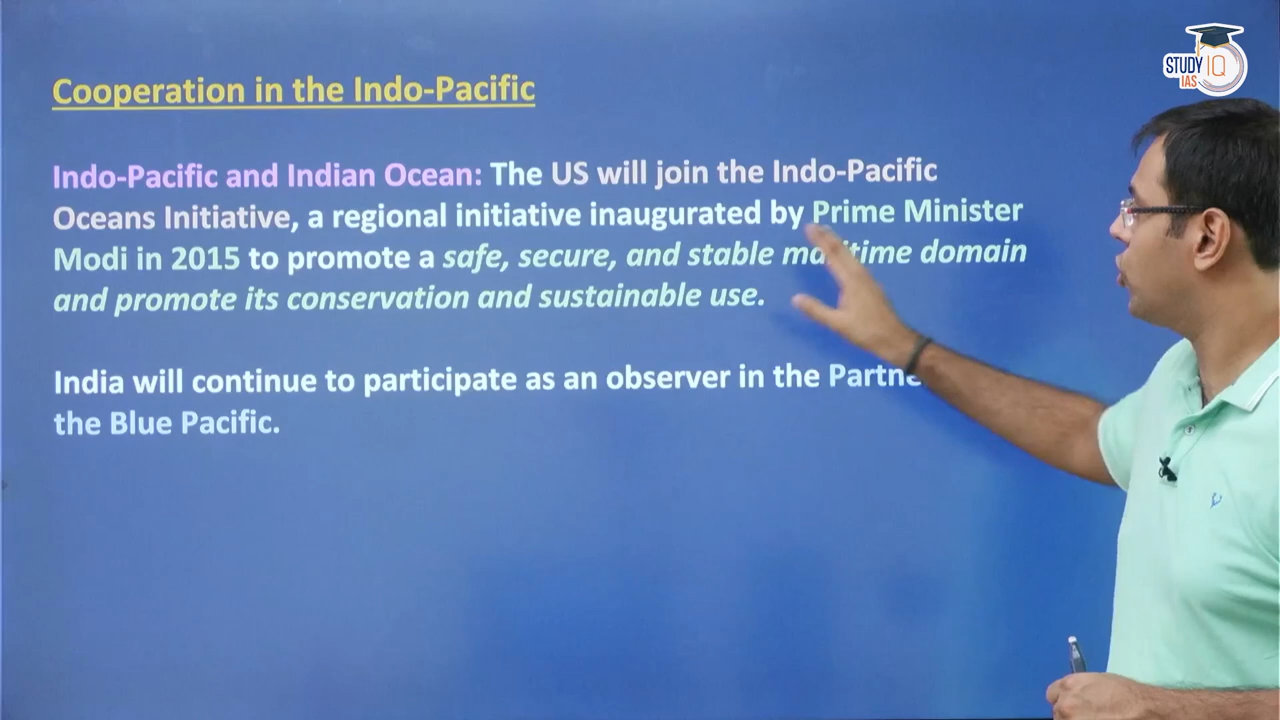 STUDY IQ
IAS
Cooperation in the Indo-Pacific
Indo-Pacific and Indian Ocean: The US will join the Indo-Pacific
Oceans Initiative, a regional initiative inaugurated by Prime Minister
Modi in 2015 to promote a safe, secure, and stable maritime domain
and promote its conservation and sustainable use.
India will continue to participate as an observer in the
the Blue Pacific.